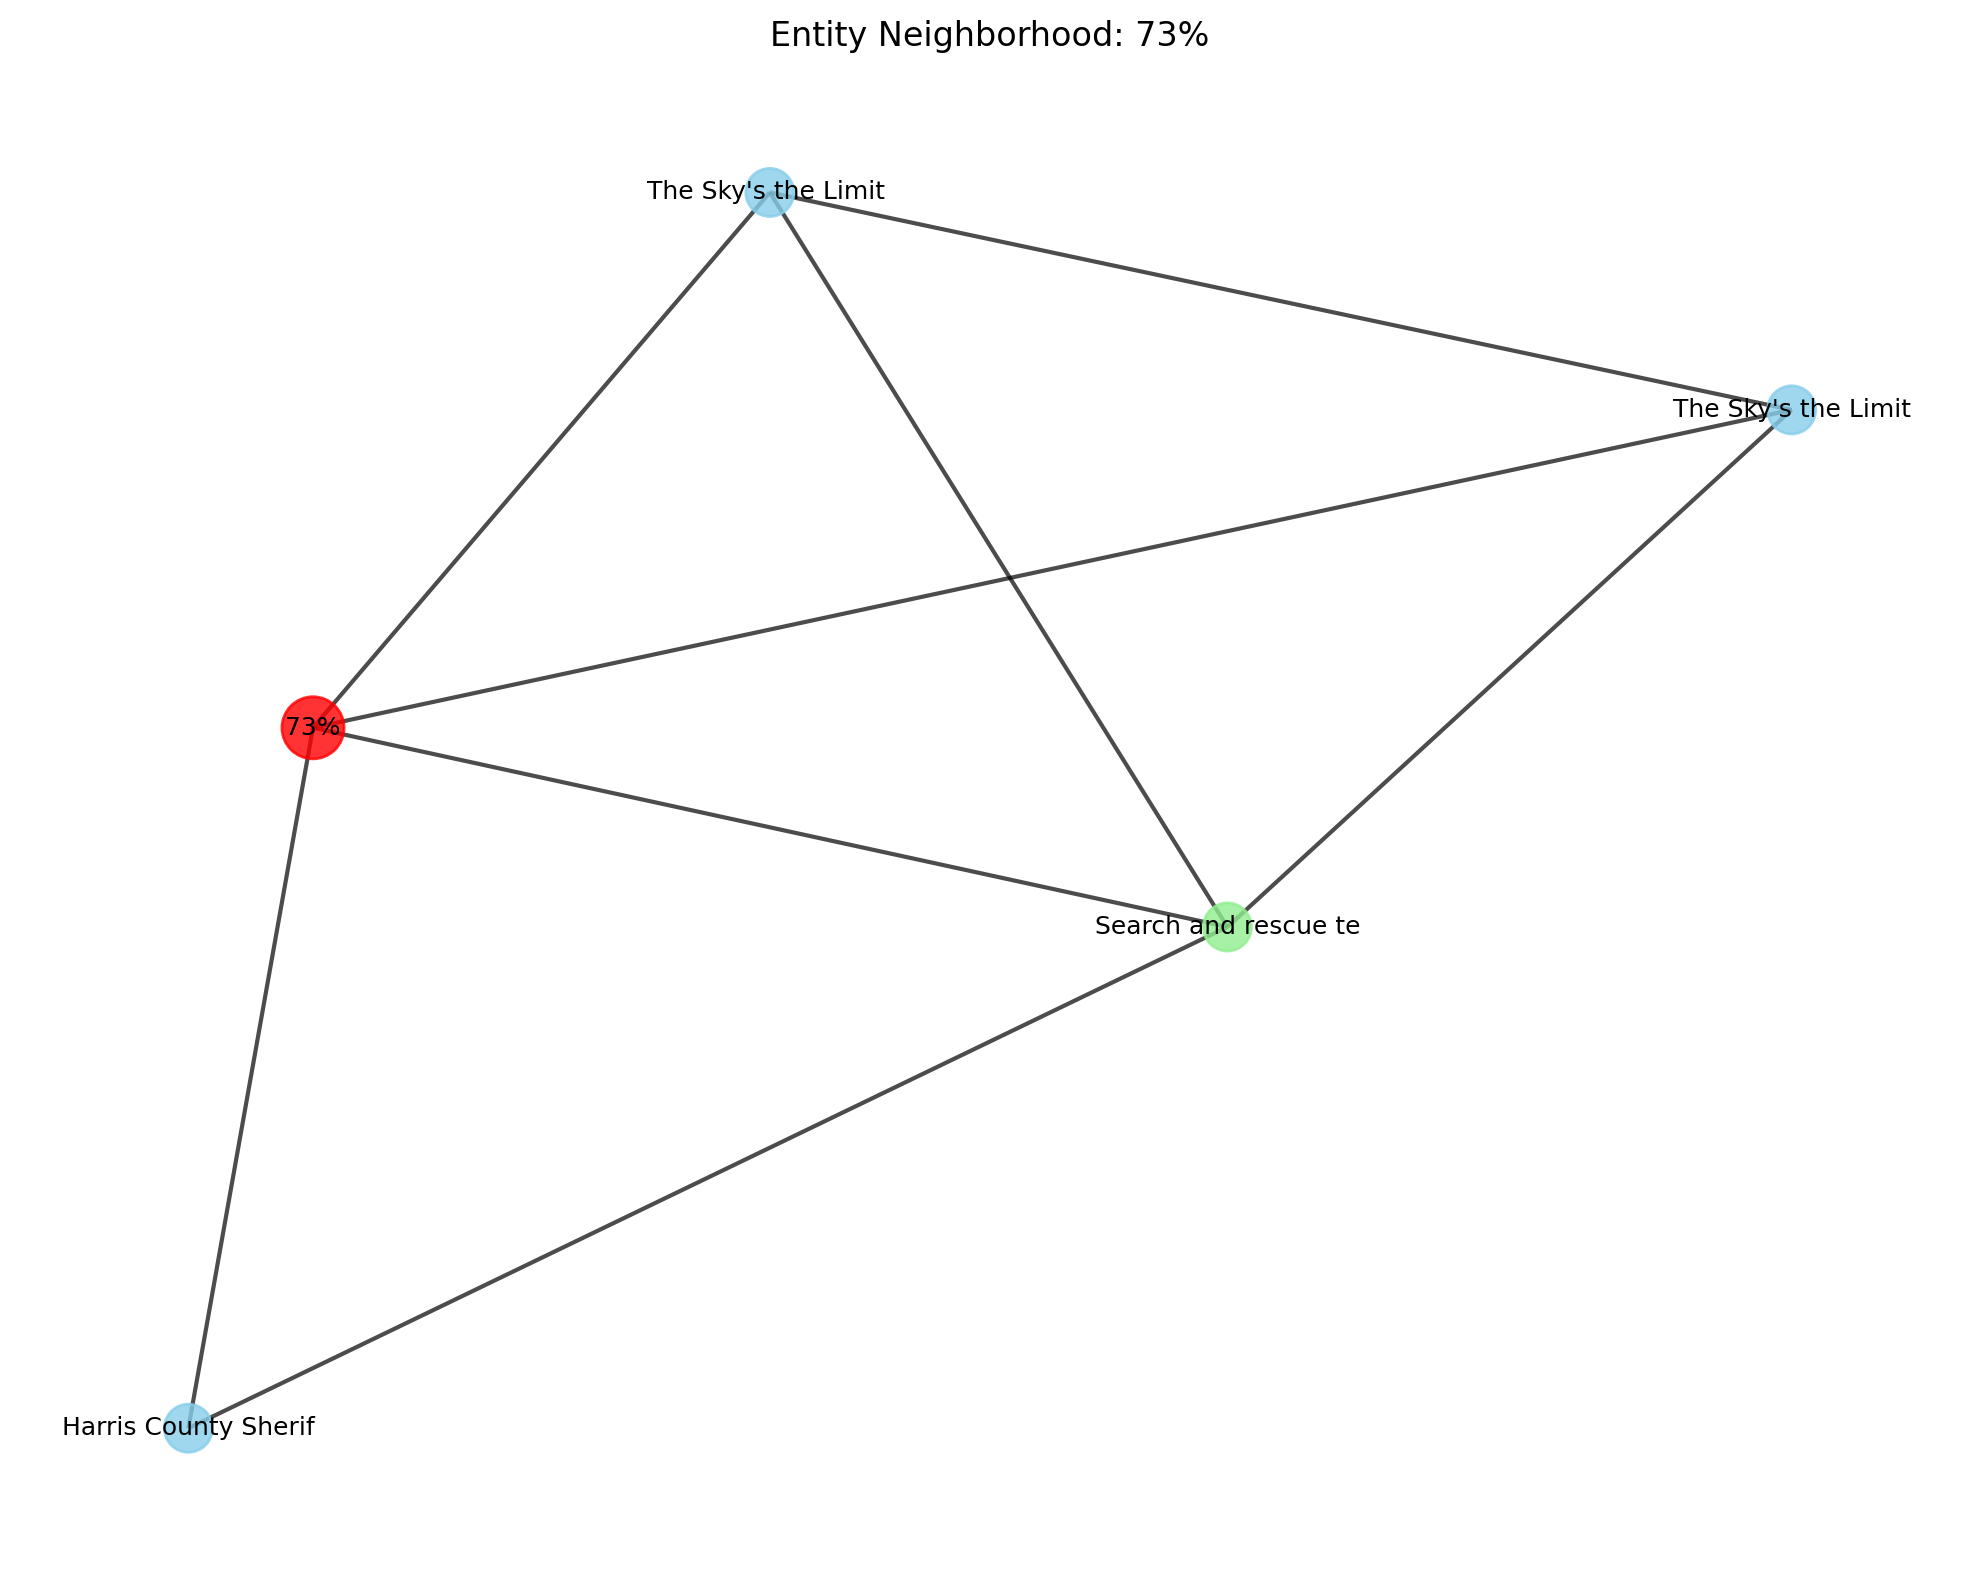 Entity Neighborhood: 73%
The Sky's the Limit
The Sky's the Limit
73%
Search and rescue te
Harris County Sherif